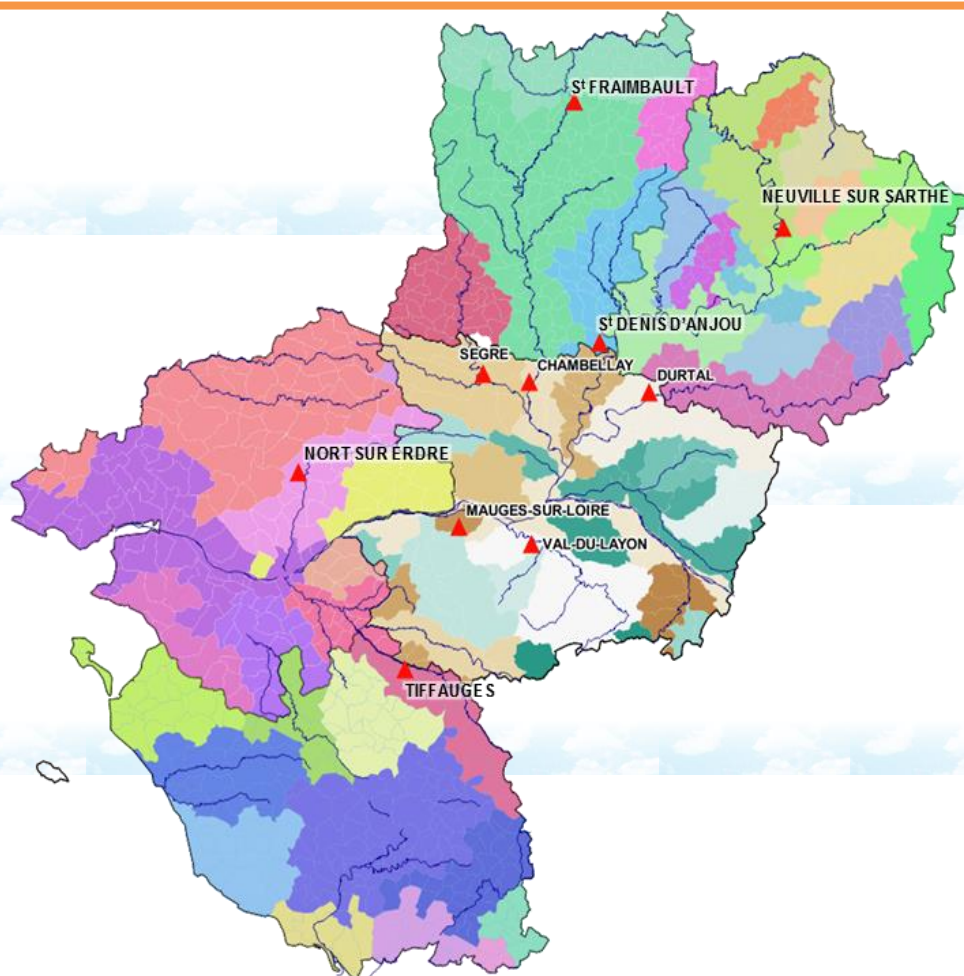 St FRAIMBAULT
NEUVILLE SUR SARTHE
St DENIS D'ANJOU
SEGRE
CHAMBELLAY
DURTAL
NORT SUR ERDRE
MAUGES-SUR-LOIRE
VAL-DU-LAYON
TIFFAUGES